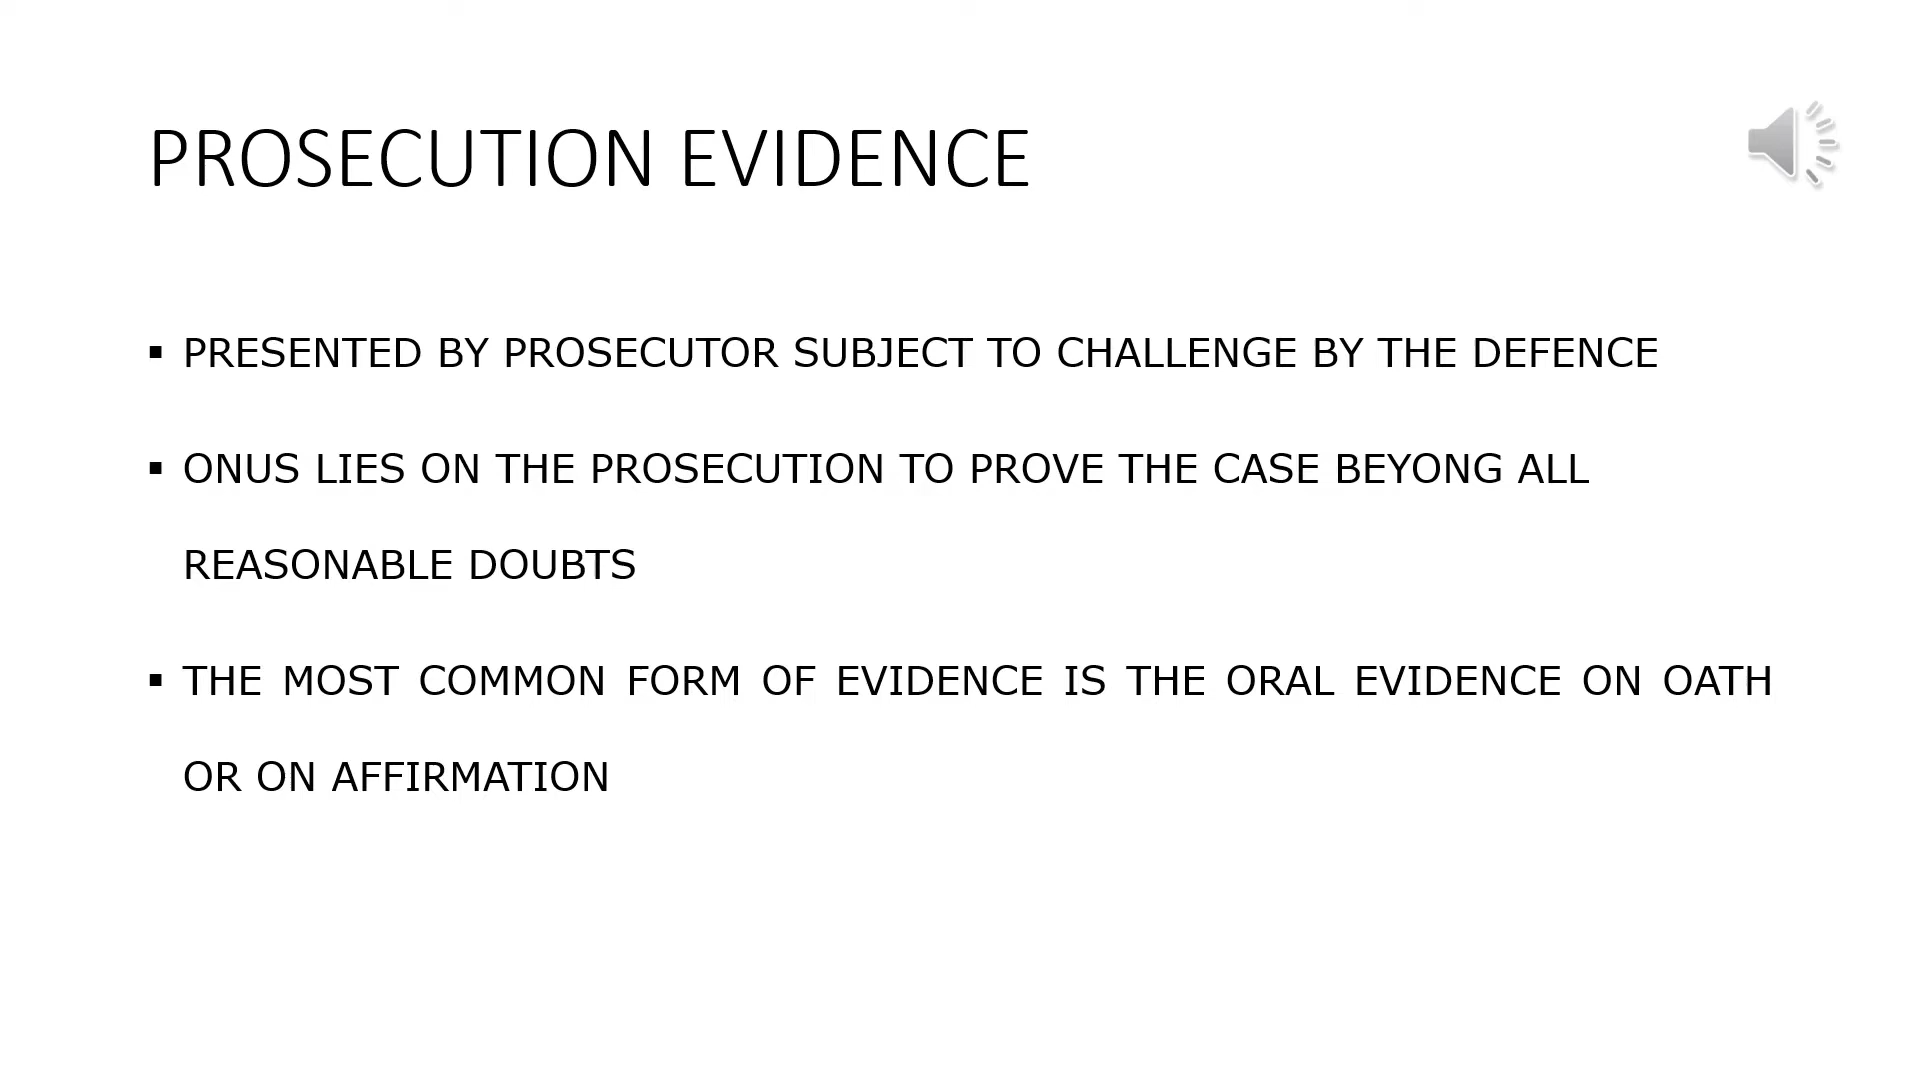 PROSECUTION EVIDENCE
▪ PRESENTED BY PROSECUTOR SUBJECT TO CHALLENGE BY THE DEFENCE
▪ ONUS LIES ON THE PROSECUTION TO PROVE THE CASE BEYONG ALL
REASONABLE DOUBTS
▪ THE MOST COMMON FORM OF EVIDENCE IS THE ORAL EVIDENCE ON OATH
OR ON AFFIRMATION